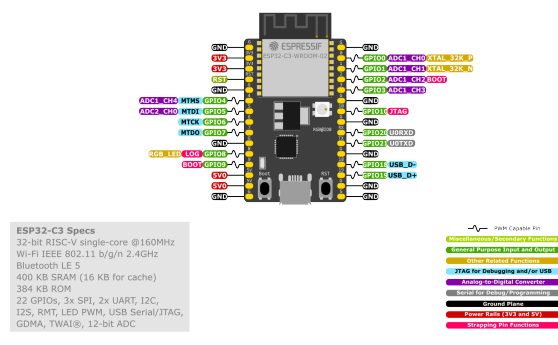 ESPRESSIF
ESP32-C3-WROOM-02
GND GND
3V3 GPIO0 ADC1_CH0 XTAL_32K_P
3V3 GPIO1 ADC1_CH1 XTAL_32K_N
RST GPIO2 ADC1_CH2 BOOT
GND GPIO3 ADC1_CH3
ADC1_CH4 MTMS GPIO4 GND
ADC2_CH0 MTDI GPIO5 GPIO10 JTAG
MTCK GPIO6 GND
MTDO GPIO7 GPIO20 U0RXD
GND GPIO21 U0TXD
RGB_LED LOG GPIO8 GND
BOOT GPIO9 GPIO18 USB_D-
5V0 GPIO19 USB_D+
5V0 GND
GND GND
Boot RST
ESP32-C3 Specs
32-bit RISC-V single-core @160MHz
Wi-Fi IEEE 802.11 b/g/n 2.4GHz
Bluetooth LE 5
400 KB SRAM (16 KB for cache)
384 KB ROM
22 GPIOs, 3x SPI, 2x UART, I2C,
I2S, RMT, LED PWM, USB Serial/JTAG,
GDMA, TWAI®, 12-bit ADC
PWM Capable Pin
Miscellaneous/Secondary Functions
General Purpose Input and Output
Other Related Functions
JTAG for Debugging and/or USB
Analog-to-Digital Converter
Serial for Debug/Programming
Ground Plane
Power Rails (3V3 and 5V)
Strapping Pin Functions